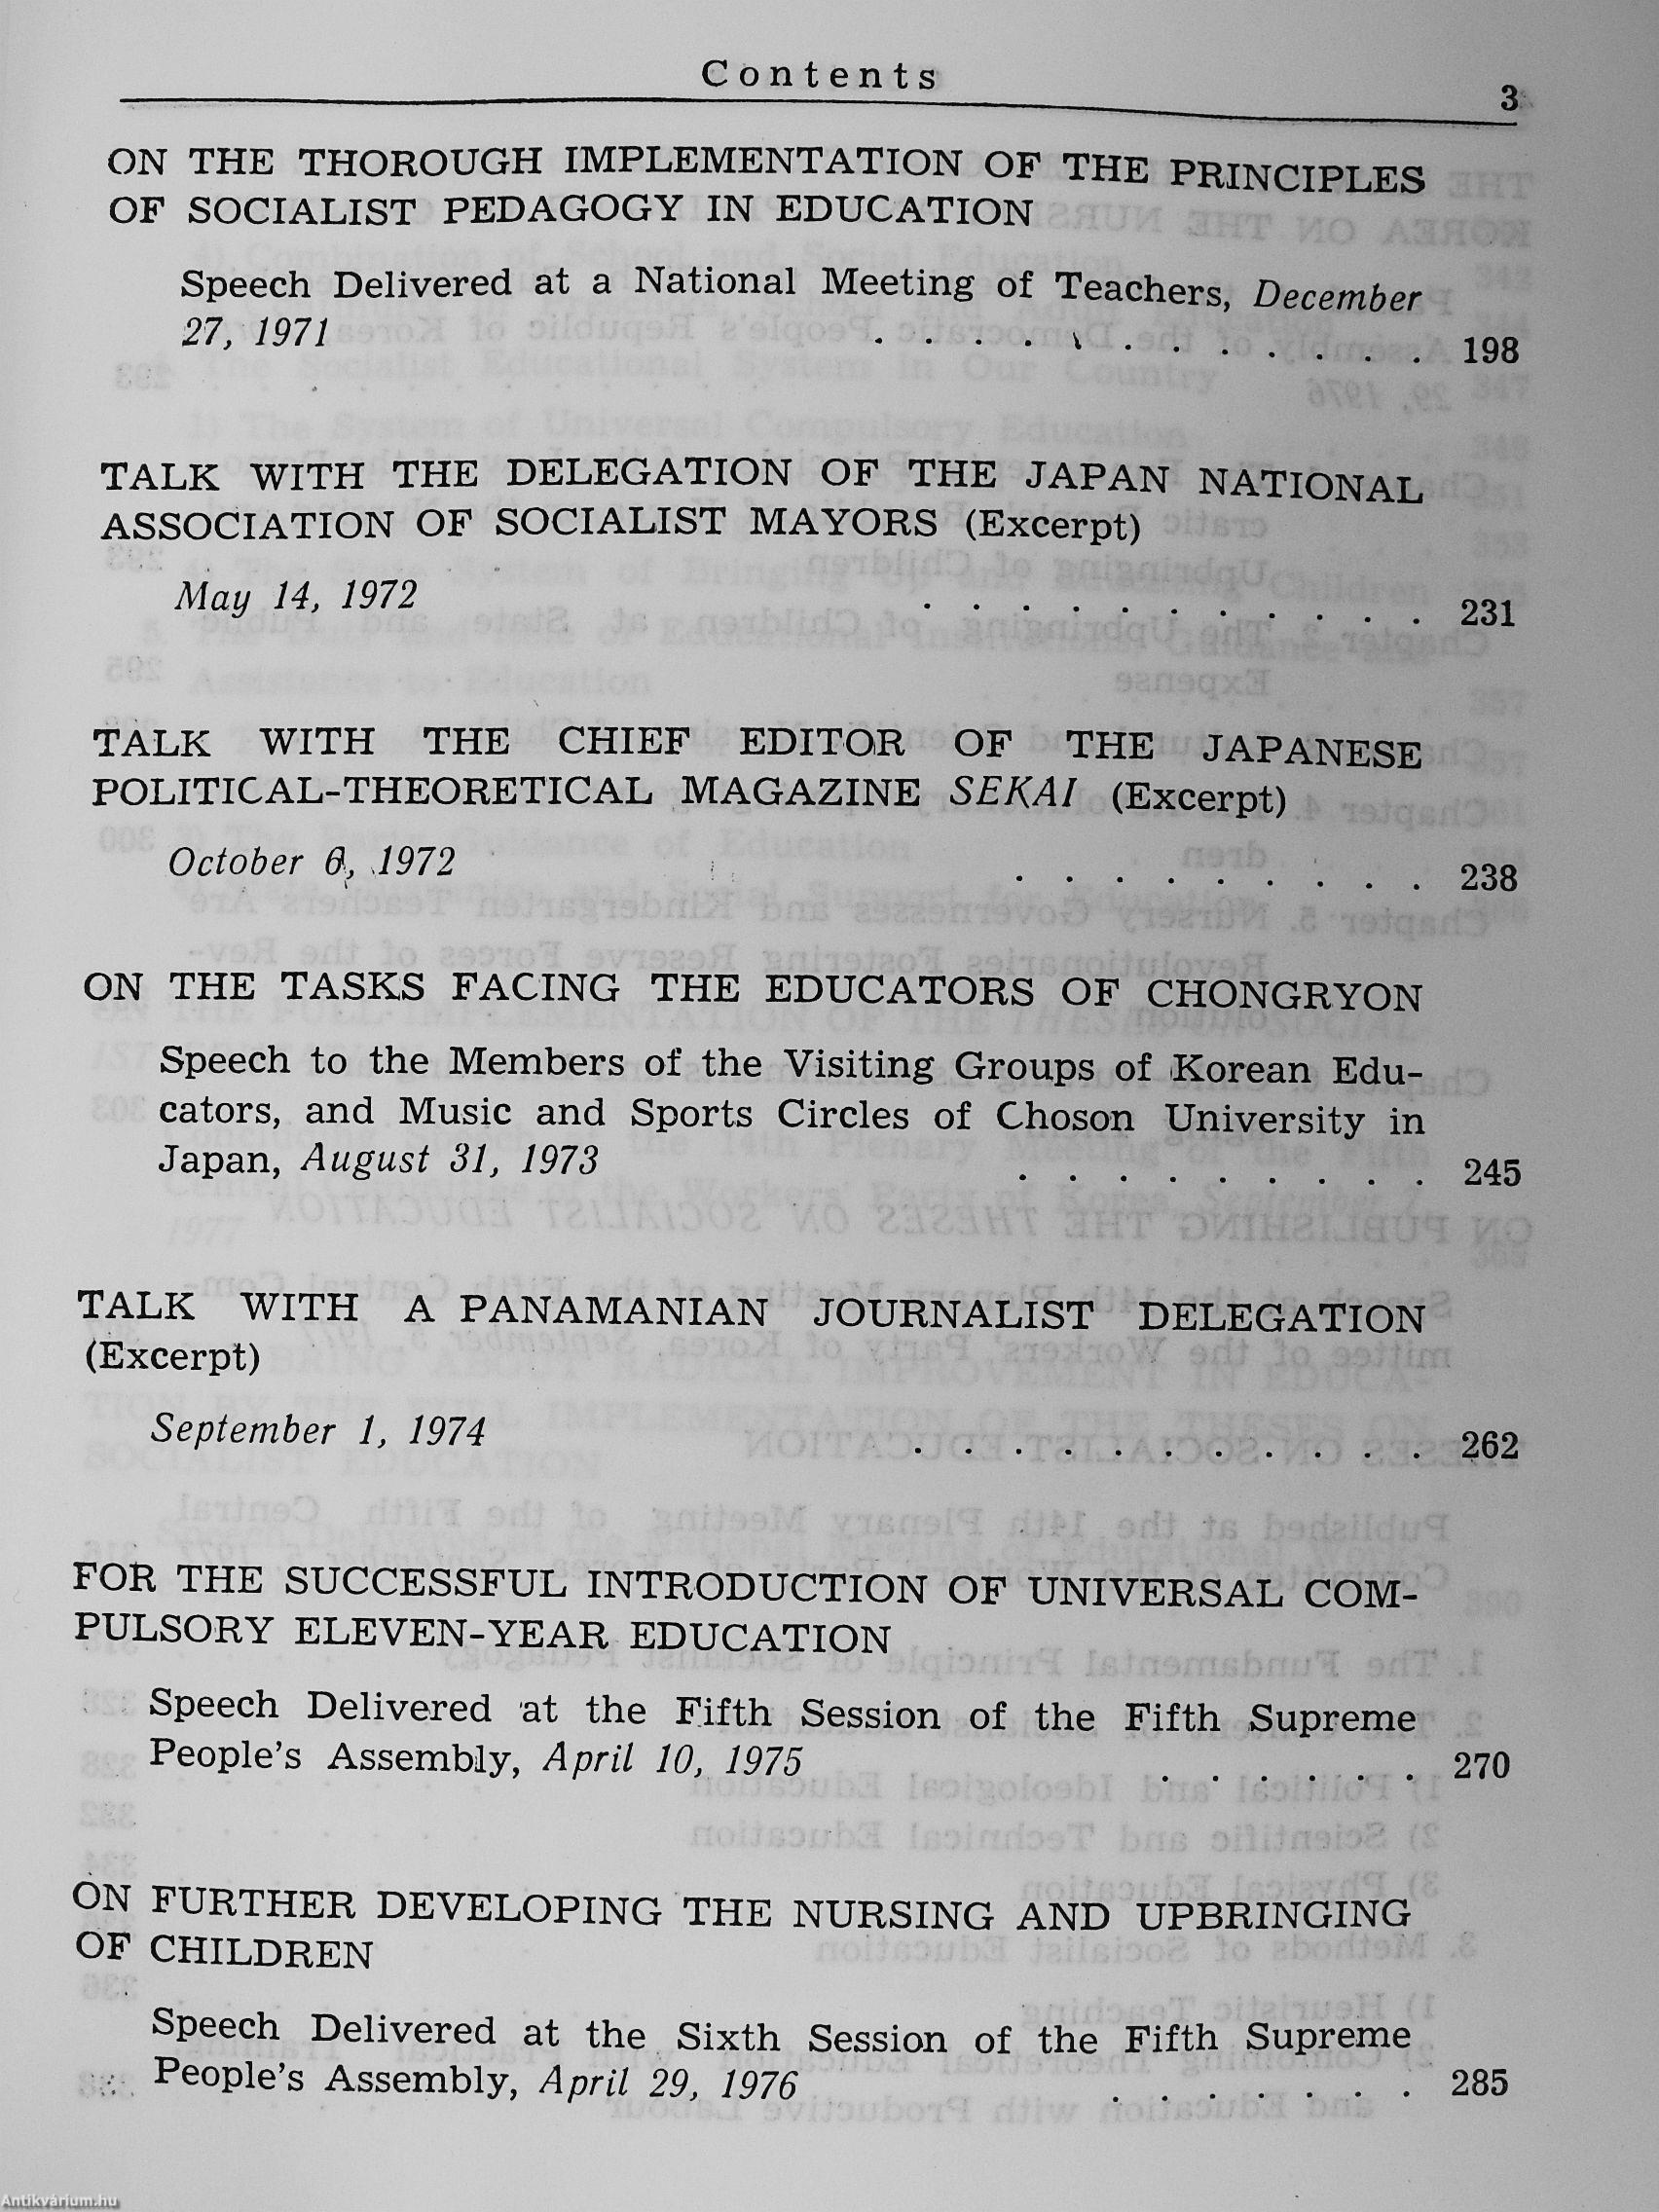 Contents
3
ON THE THOROUGH IMPLEMENTATION OF THE PRINCIPLES
OF SOCIALIST PEDAGOGY IN EDUCATION
Speech Delivered at a National Meeting of Teachers, December
27, 1971 . . . . . . . . . . . . 198
TALK WITH THE DELEGATION OF THE JAPAN NATIONAL
ASSOCIATION OF SOCIALIST MAYORS (Excerpt)
May 14, 1972 . . . . . . . . . . . 231
TALK WITH THE CHIEF EDITOR OF THE JAPANESE
POLITICAL-THEORETICAL MAGAZINE SEKAI (Excerpt)
October 6, 1972 . . . . . . . . . 238
ON THE TASKS FACING THE EDUCATORS OF CHONGRYON
Speech to the Members of the Visiting Groups of Korean Edu-
cators, and Music and Sports Circles of Choson University in
Japan, August 31, 1973 . . . . . . . . . 245
TALK WITH A PANAMANIAN JOURNALIST DELEGATION
(Excerpt)
September 1, 1974 . . . . . . . . . . . 262
FOR THE SUCCESSFUL INTRODUCTION OF UNIVERSAL COM-
PULSORY ELEVEN-YEAR EDUCATION
Speech Delivered at the Fifth Session of the Fifth Supreme
People's Assembly, April 10, 1975 . . . . . . 270
ON FURTHER DEVELOPING THE NURSING AND UPBRINGING
OF CHILDREN
Speech Delivered at the Sixth Session of the Fifth Supreme
People's Assembly, April 29, 1976 . . . . . . . 285
Antikvárium.hu